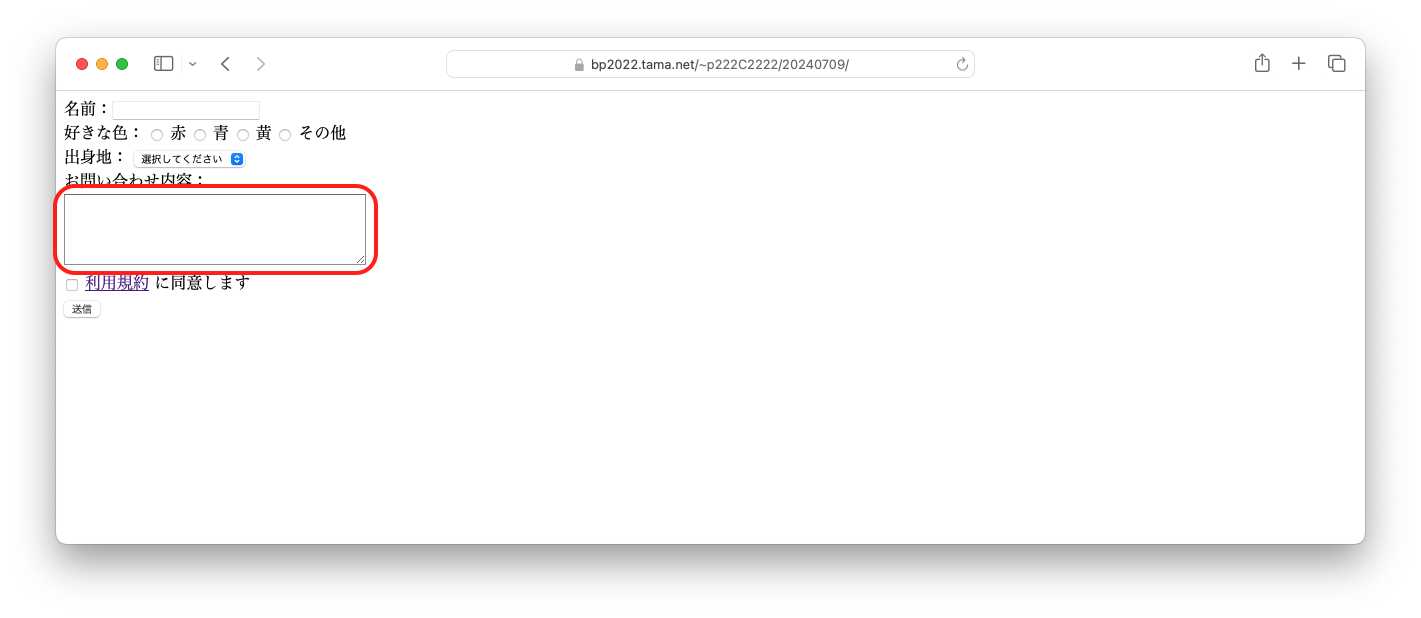 bp2022.tama.net/~p222C2222/20240709/
名前：
好きな色： 赤 青 黄 その他
出身地： 選択してください
お問い合わせ内容：
利用規約 に同意します
送信